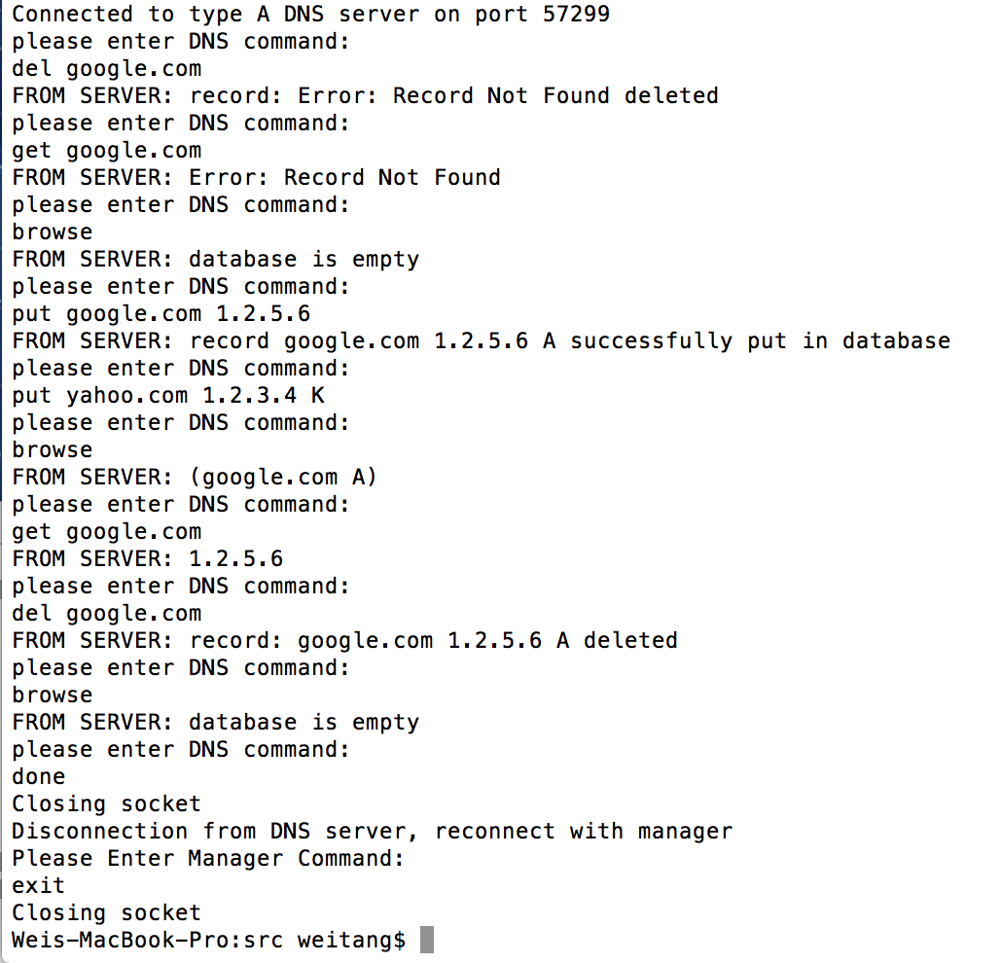 Connected to type A DNS server on port 57299
please enter DNS command:
del google.com
FROM SERVER: record: Error: Record Not Found deleted
please enter DNS command:
get google.com
FROM SERVER: Error: Record Not Found
please enter DNS command:
browse
FROM SERVER: database is empty
please enter DNS command:
put google.com 1.2.5.6
FROM SERVER: record google.com 1.2.5.6 A successfully put in database
please enter DNS command:
put yahoo.com 1.2.3.4 K
please enter DNS command:
browse
FROM SERVER: (google.com A)
please enter DNS command:
get google.com
FROM SERVER: 1.2.5.6
please enter DNS command:
del google.com
FROM SERVER: record: google.com 1.2.5.6 A deleted
please enter DNS command:
browse
FROM SERVER: database is empty
please enter DNS command:
done
Closing socket
Disconnection from DNS server, reconnect with manager
Please Enter Manager Command:
exit
Closing socket
Weis-MacBook-Pro:src weitang$